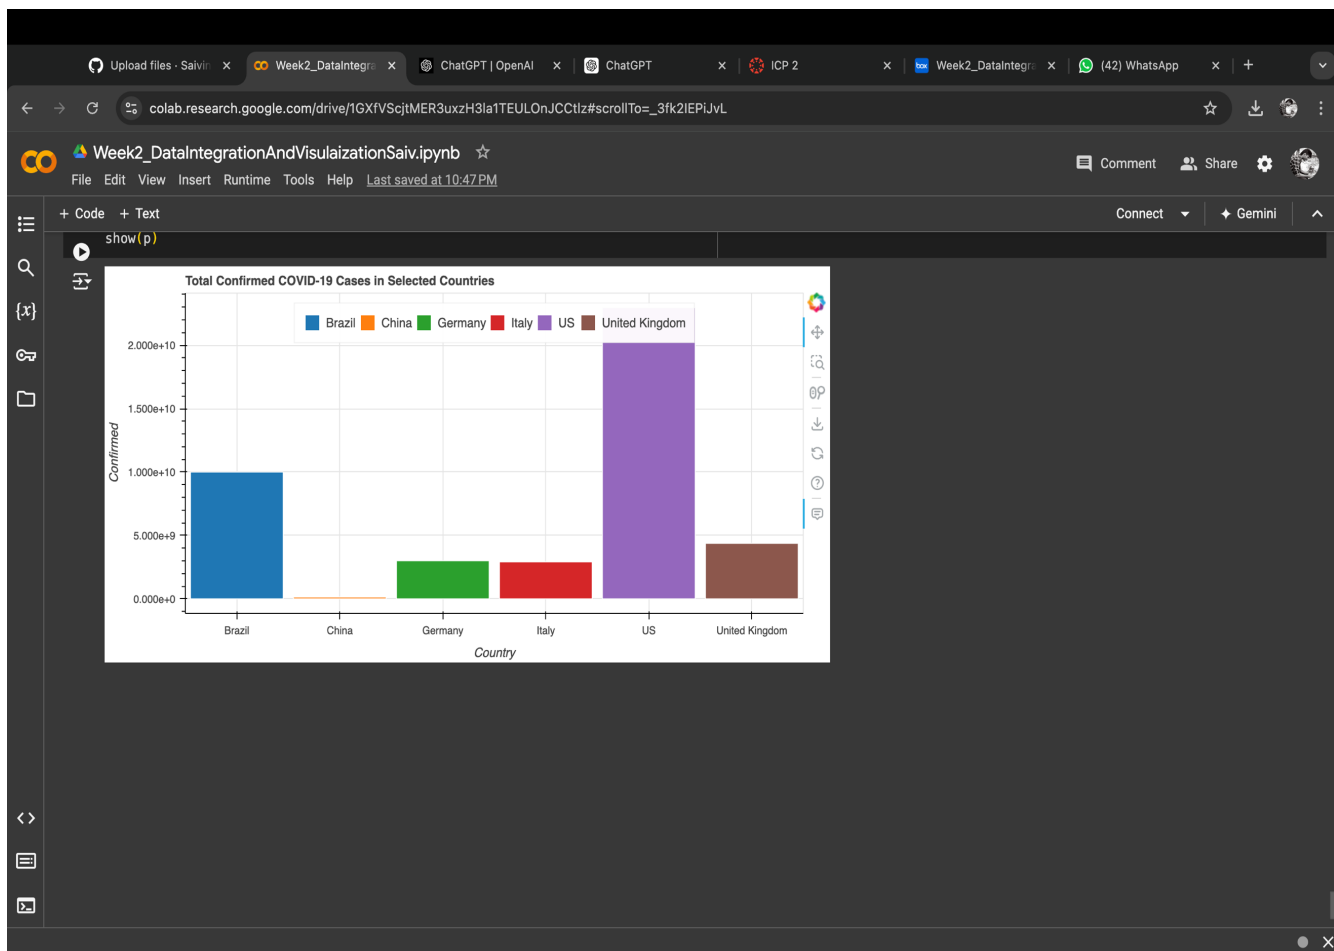 Upload files · Saivin
Week2_DataIntegra
ChatGPT | OpenAI
ChatGPT
ICP 2
box
Week2_DataIntegra
(42) WhatsApp
colab.research.google.com/drive/1GXfVScjtMER3uxzH3la1TEULOnJCCtIz#scrollTo=_3fk2IEPiJvL
Week2_DataIntegrationAndVisulaizationSaiv.ipynb
Comment
Share
File Edit View Insert Runtime Tools Help Last saved at 10:47 PM
+ Code + Text
Connect
Gemini
show(p)
{x}
Total Confirmed COVID-19 Cases in Selected Countries
Brazil China Germany Italy US United Kingdom
2.000e+10
1.500e+10
1.000e+10
5.000e+9
0.000e+0
Confirmed
Brazil China Germany Italy US United Kingdom
Country